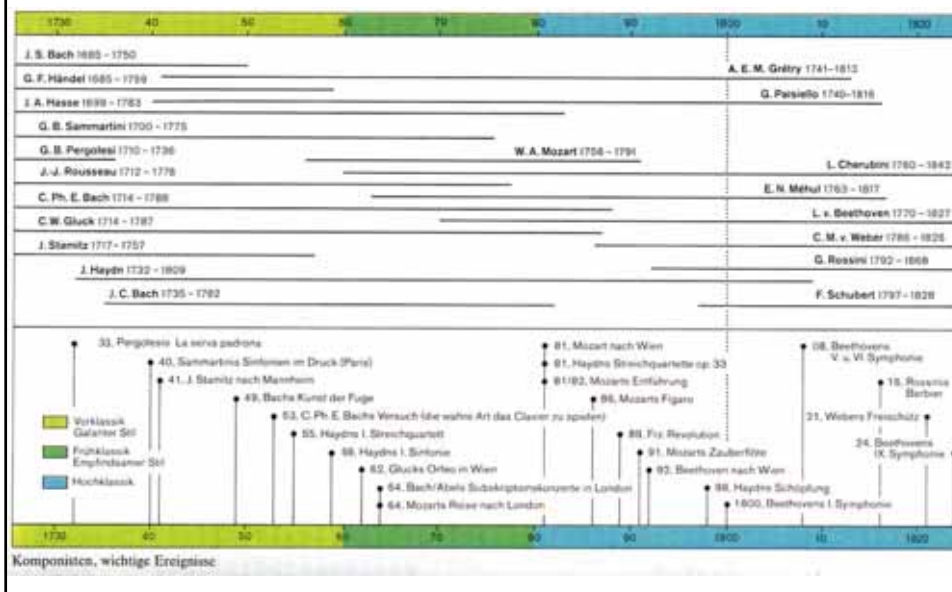 1730 40 50 60 70 80 90 1800 10 1820
J. S. Bach 1685 - 1750
A. E. M. Grétry 1741-1813
G. F. Händel 1685 - 1759
G. Paisiello 1740-1816
J. A. Hasse 1699 - 1783
G. B. Sammartini 1700 - 1775
G. B. Pergolesi 1710 - 1736
W. A. Mozart 1756 - 1791
L. Cherubini 1760 - 1842
J.-J. Rousseau 1712 - 1778
E. N. Méhul 1763 - 1817
C. Ph. E. Bach 1714 - 1788
L. v. Beethoven 1770 - 1827
C. W. Gluck 1714 - 1787
C. M. v. Weber 1786 - 1826
J. Stamitz 1717 - 1757
G. Rossini 1792 - 1868
J. Haydn 1732 - 1809
J. C. Bach 1735 - 1782
F. Schubert 1797 - 1828
33, Pergolesis La serva padrona
40, Sammartinis Sinfonien im Druck (Paris)
41, J. Stamitz nach Mannheim
49, Bachs Kunst der Fuge
53, C. Ph. E. Bachs Versuch (die wahre Art das Clavier zu spielen)
55, Haydns I. Streichquartett
59, Haydns I. Sinfonie
62, Glucks Orfeo in Wien
64, Bach/Abels Subskriptionskonzerte in London
64, Mozarts Reise nach London
81, Mozart nach Wien
81, Haydns Streichquartette op. 33
81/82, Mozarts Entführung
86, Mozarts Figaro
89, Frz. Revolution
91, Mozarts Zauberflöte
92, Beethoven nach Wien
98, Haydns Schöpfung
1800, Beethovens I. Symphonie
08, Beethovens
V. u. VI. Symphonie
16, Rossinis
Barbier
21, Webers Freischütz
24, Beethovens
IX. Symphonie
Vorklassik
Galanter Stil
Frühklassik
Empfindsamer Stil
Hochklassik
1730 40 50 60 70 80 90 1800 10 1820
Komponisten, wichtige Ereignisse